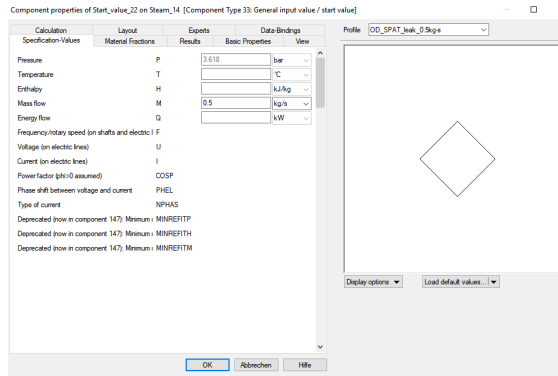 Component properties of Start_value_22 on Steam_14 [Component Type 33: General input value / start value]
Calculation Layout Experts Data-Bindings
Specification-Values Material Fractions Results Basic Properties View
Profile OD_SPAT_leak_0.5kg-s
Pressure P 3.618 bar
Temperature T °C
Enthalpy H kJ/kg
Mass flow M 0.5 kg/s
Energy flow Q kW
Frequency/rotary speed (on shafts and electric l F
Voltage (on electric lines) U
Current (on electric lines) I
Power factor (phi>0 assumed) COSP
Phase shift between voltage and current PHEL
Type of current NPHAS
Deprecated (now in component 147): Minimum r MINREFITP
Deprecated (now in component 147): Minimum r MINREFITH
Deprecated (now in component 147): Minimum r MINREFITM
Display options Load default values...
OK Abbrechen Hilfe